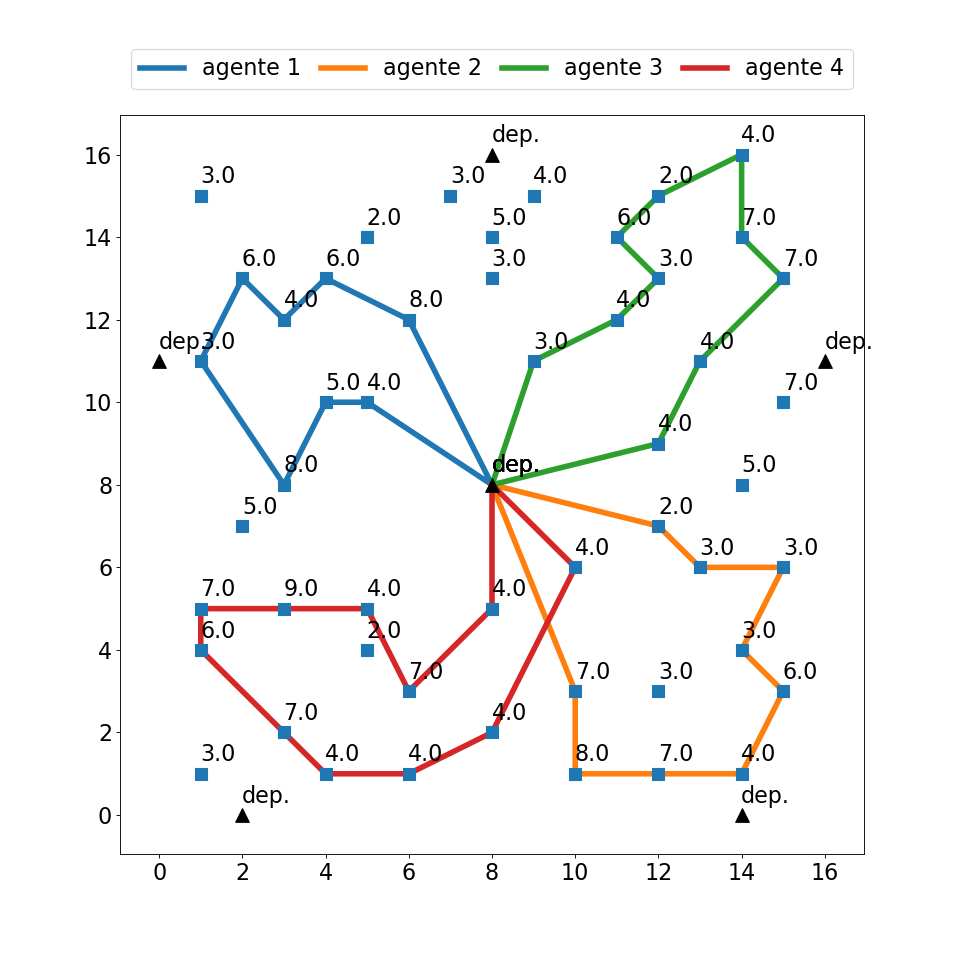 agente 1 agente 2 agente 3 agente 4
dep. 4.0
16
3.0 3.0 4.0 2.0
2.0 5.0 6.0 7.0
14
6.0 6.0 3.0 3.0 7.0
4.0 8.0 4.0
12
dep. 3.0 3.0 4.0 dep.
5.0 4.0 7.0
10
4.0
8.0 dep. dep. 5.0
8
5.0 2.0
4.0 3.0 3.0
6
7.0 9.0 4.0 4.0
6.0 2.0 3.0
4
7.0 7.0 3.0 6.0
7.0 4.0
2
3.0 4.0 4.0 8.0 7.0 4.0
dep. dep.
0
0 2 4 6 8 10 12 14 16